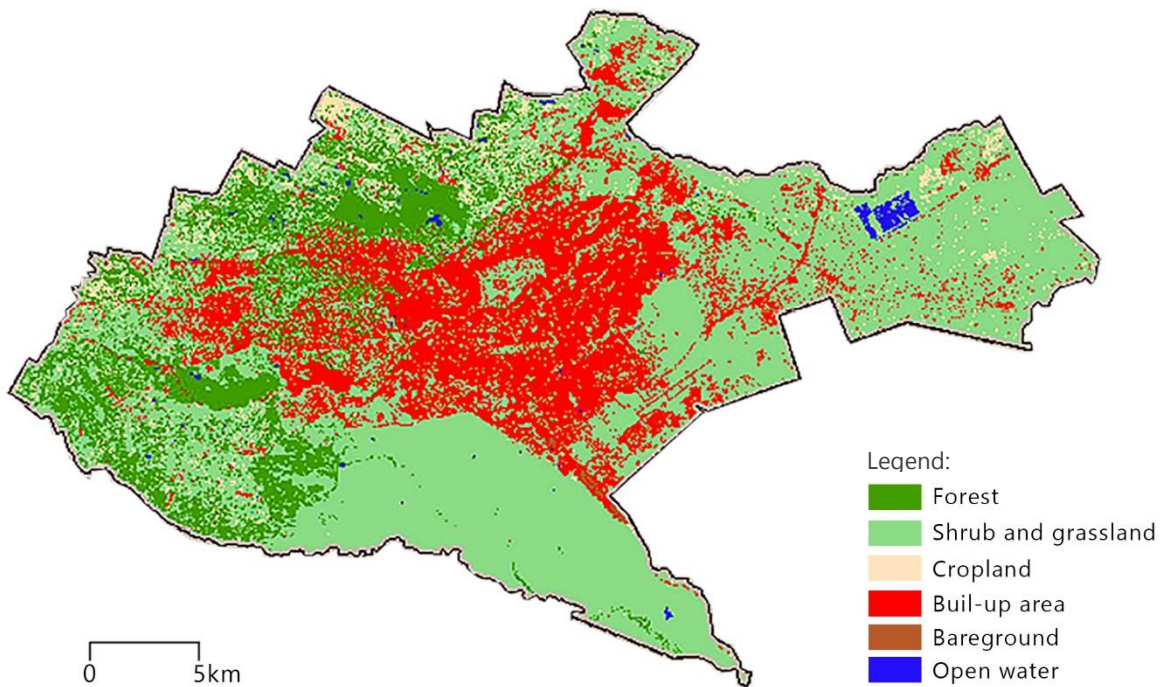 Legend:
Forest
Shrub and grassland
Cropland
Buil-up area
Bareground
Open water
0 5km